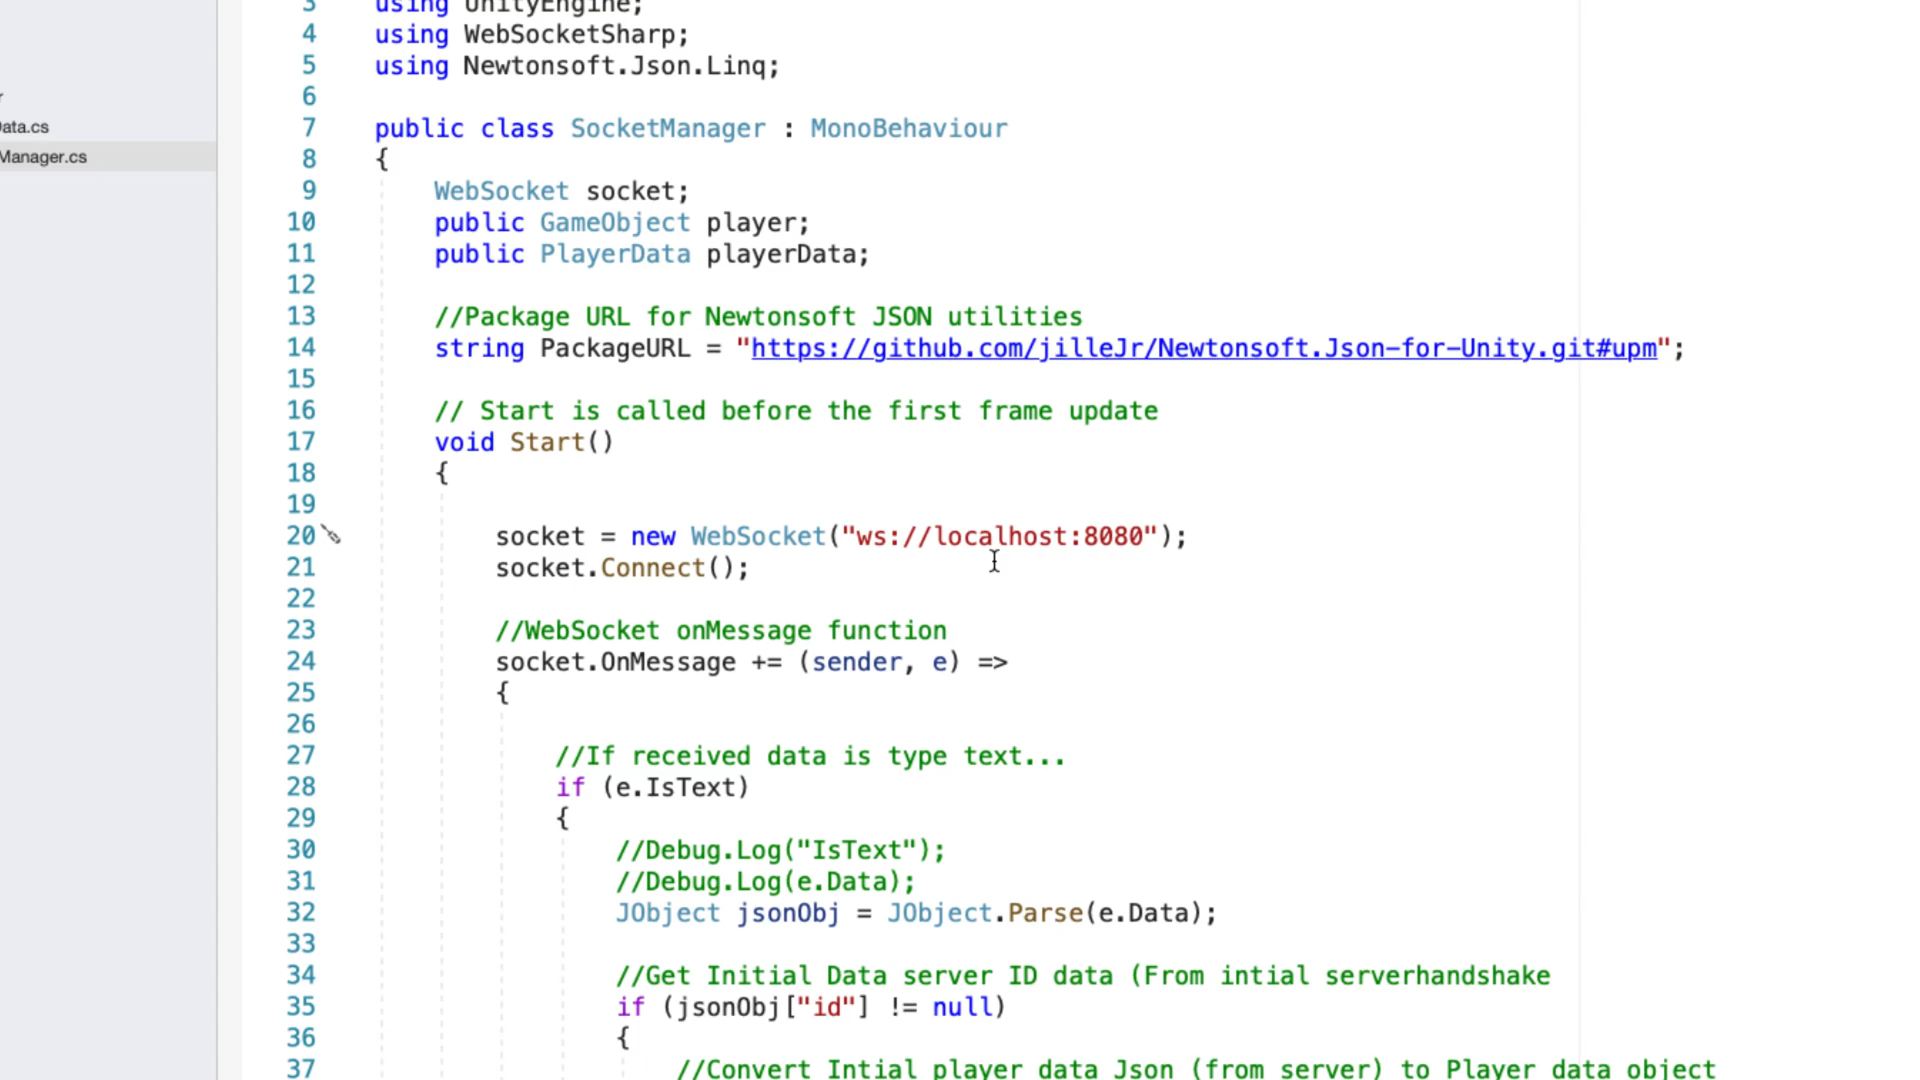 3 using UnityEngine;
4 using WebSocketSharp;
5 using Newtonsoft.Json.Linq;
6
r
7 public class SocketManager : MonoBehaviour
Data.cs
8 {
Manager.cs
9 WebSocket socket;
10 public GameObject player;
11 public PlayerData playerData;
12
13 //Package URL for Newtonsoft JSON utilities
14 string PackageURL = "https://github.com/jilleJr/Newtonsoft.Json-for-Unity.git#upm";
15
16 // Start is called before the first frame update
17 void Start()
18 {
19
20 socket = new WebSocket("ws://localhost:8080");
21 socket.Connect();
22
23 //WebSocket onMessage function
24 socket.OnMessage += (sender, e) =>
25 {
26
27 //If received data is type text...
28 if (e.IsText)
29 {
30 //Debug.Log("IsText");
31 //Debug.Log(e.Data);
32 JObject jsonObj = JObject.Parse(e.Data);
33
34 //Get Initial Data server ID data (From intial serverhandshake
35 if (jsonObj["id"] != null)
36 {
37 //Convert Intial player data Json (from server) to Player data object